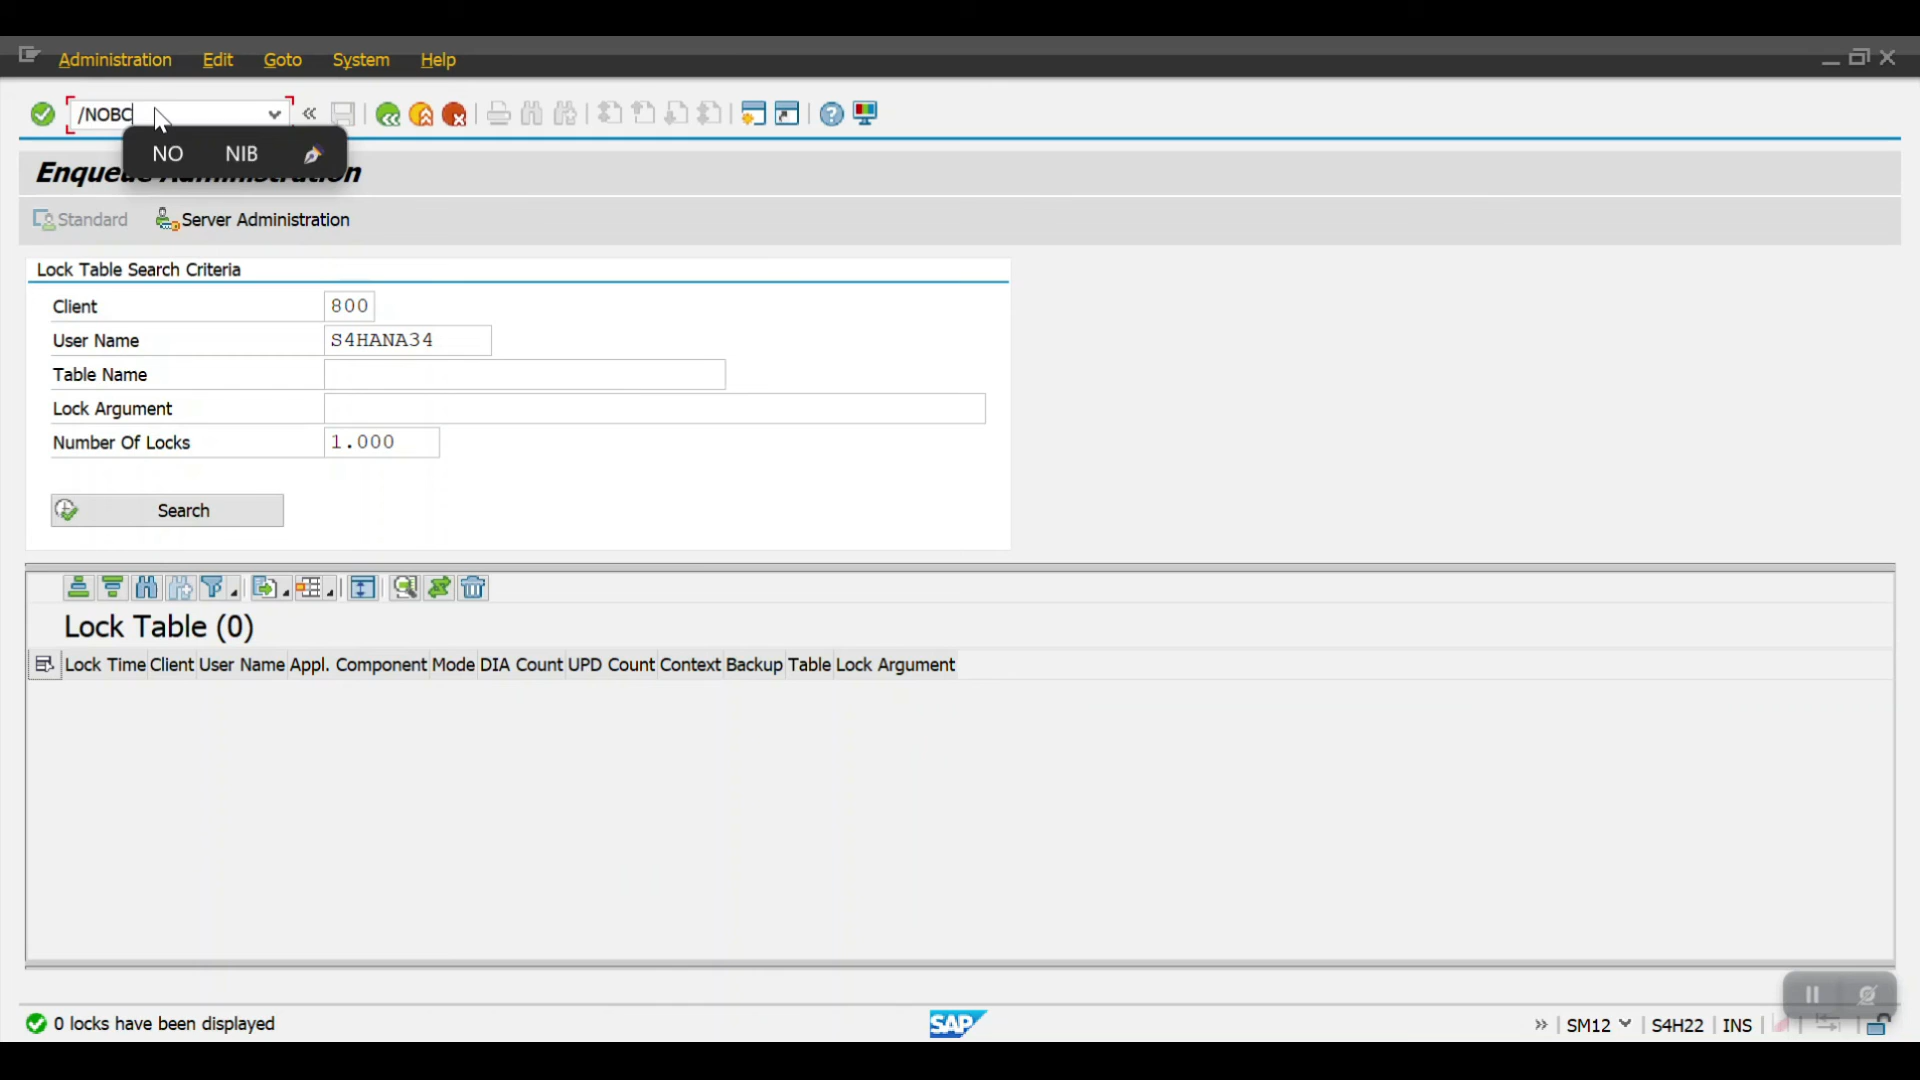 Administration Edit Goto System Help
/NOBC
NO NIB
Enqueue Administration
Standard Server Administration
Lock Table Search Criteria
Client 800
User Name S4HANA34
Table Name
Lock Argument
Number Of Locks 1.000
Search
Lock Table (0)
Lock Time Client User Name Appl. Component Mode DIA Count UPD Count Context Backup Table Lock Argument
0 locks have been displayed SAP SM12 S4H22 INS